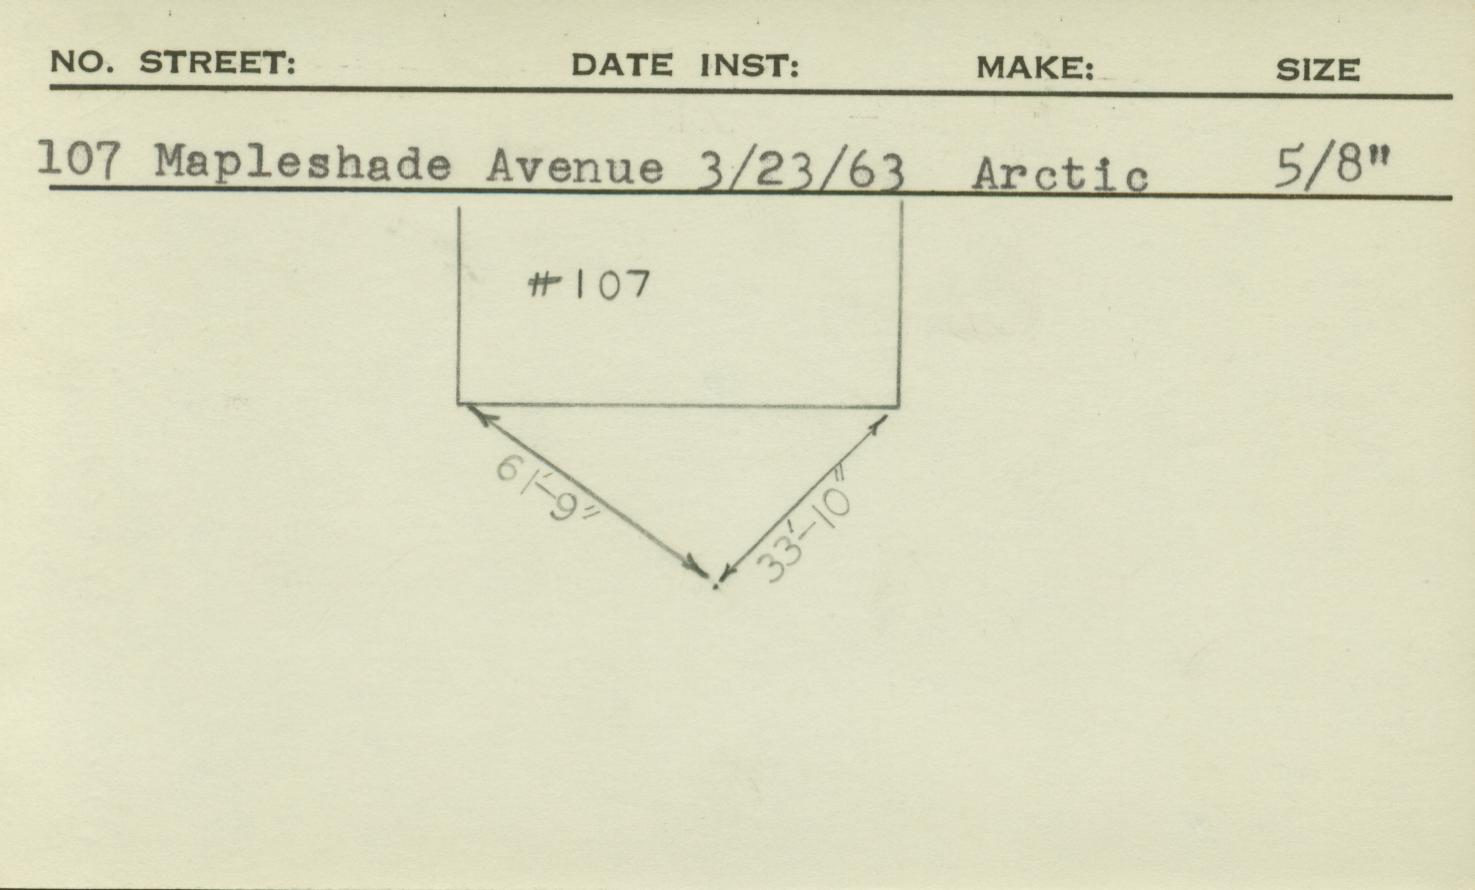 NO. STREET: DATE INST: MAKE: SIZE
107 Mapleshade Avenue 3/23/63 Arctic 5/8"
#107
61'-9"
33'-10"